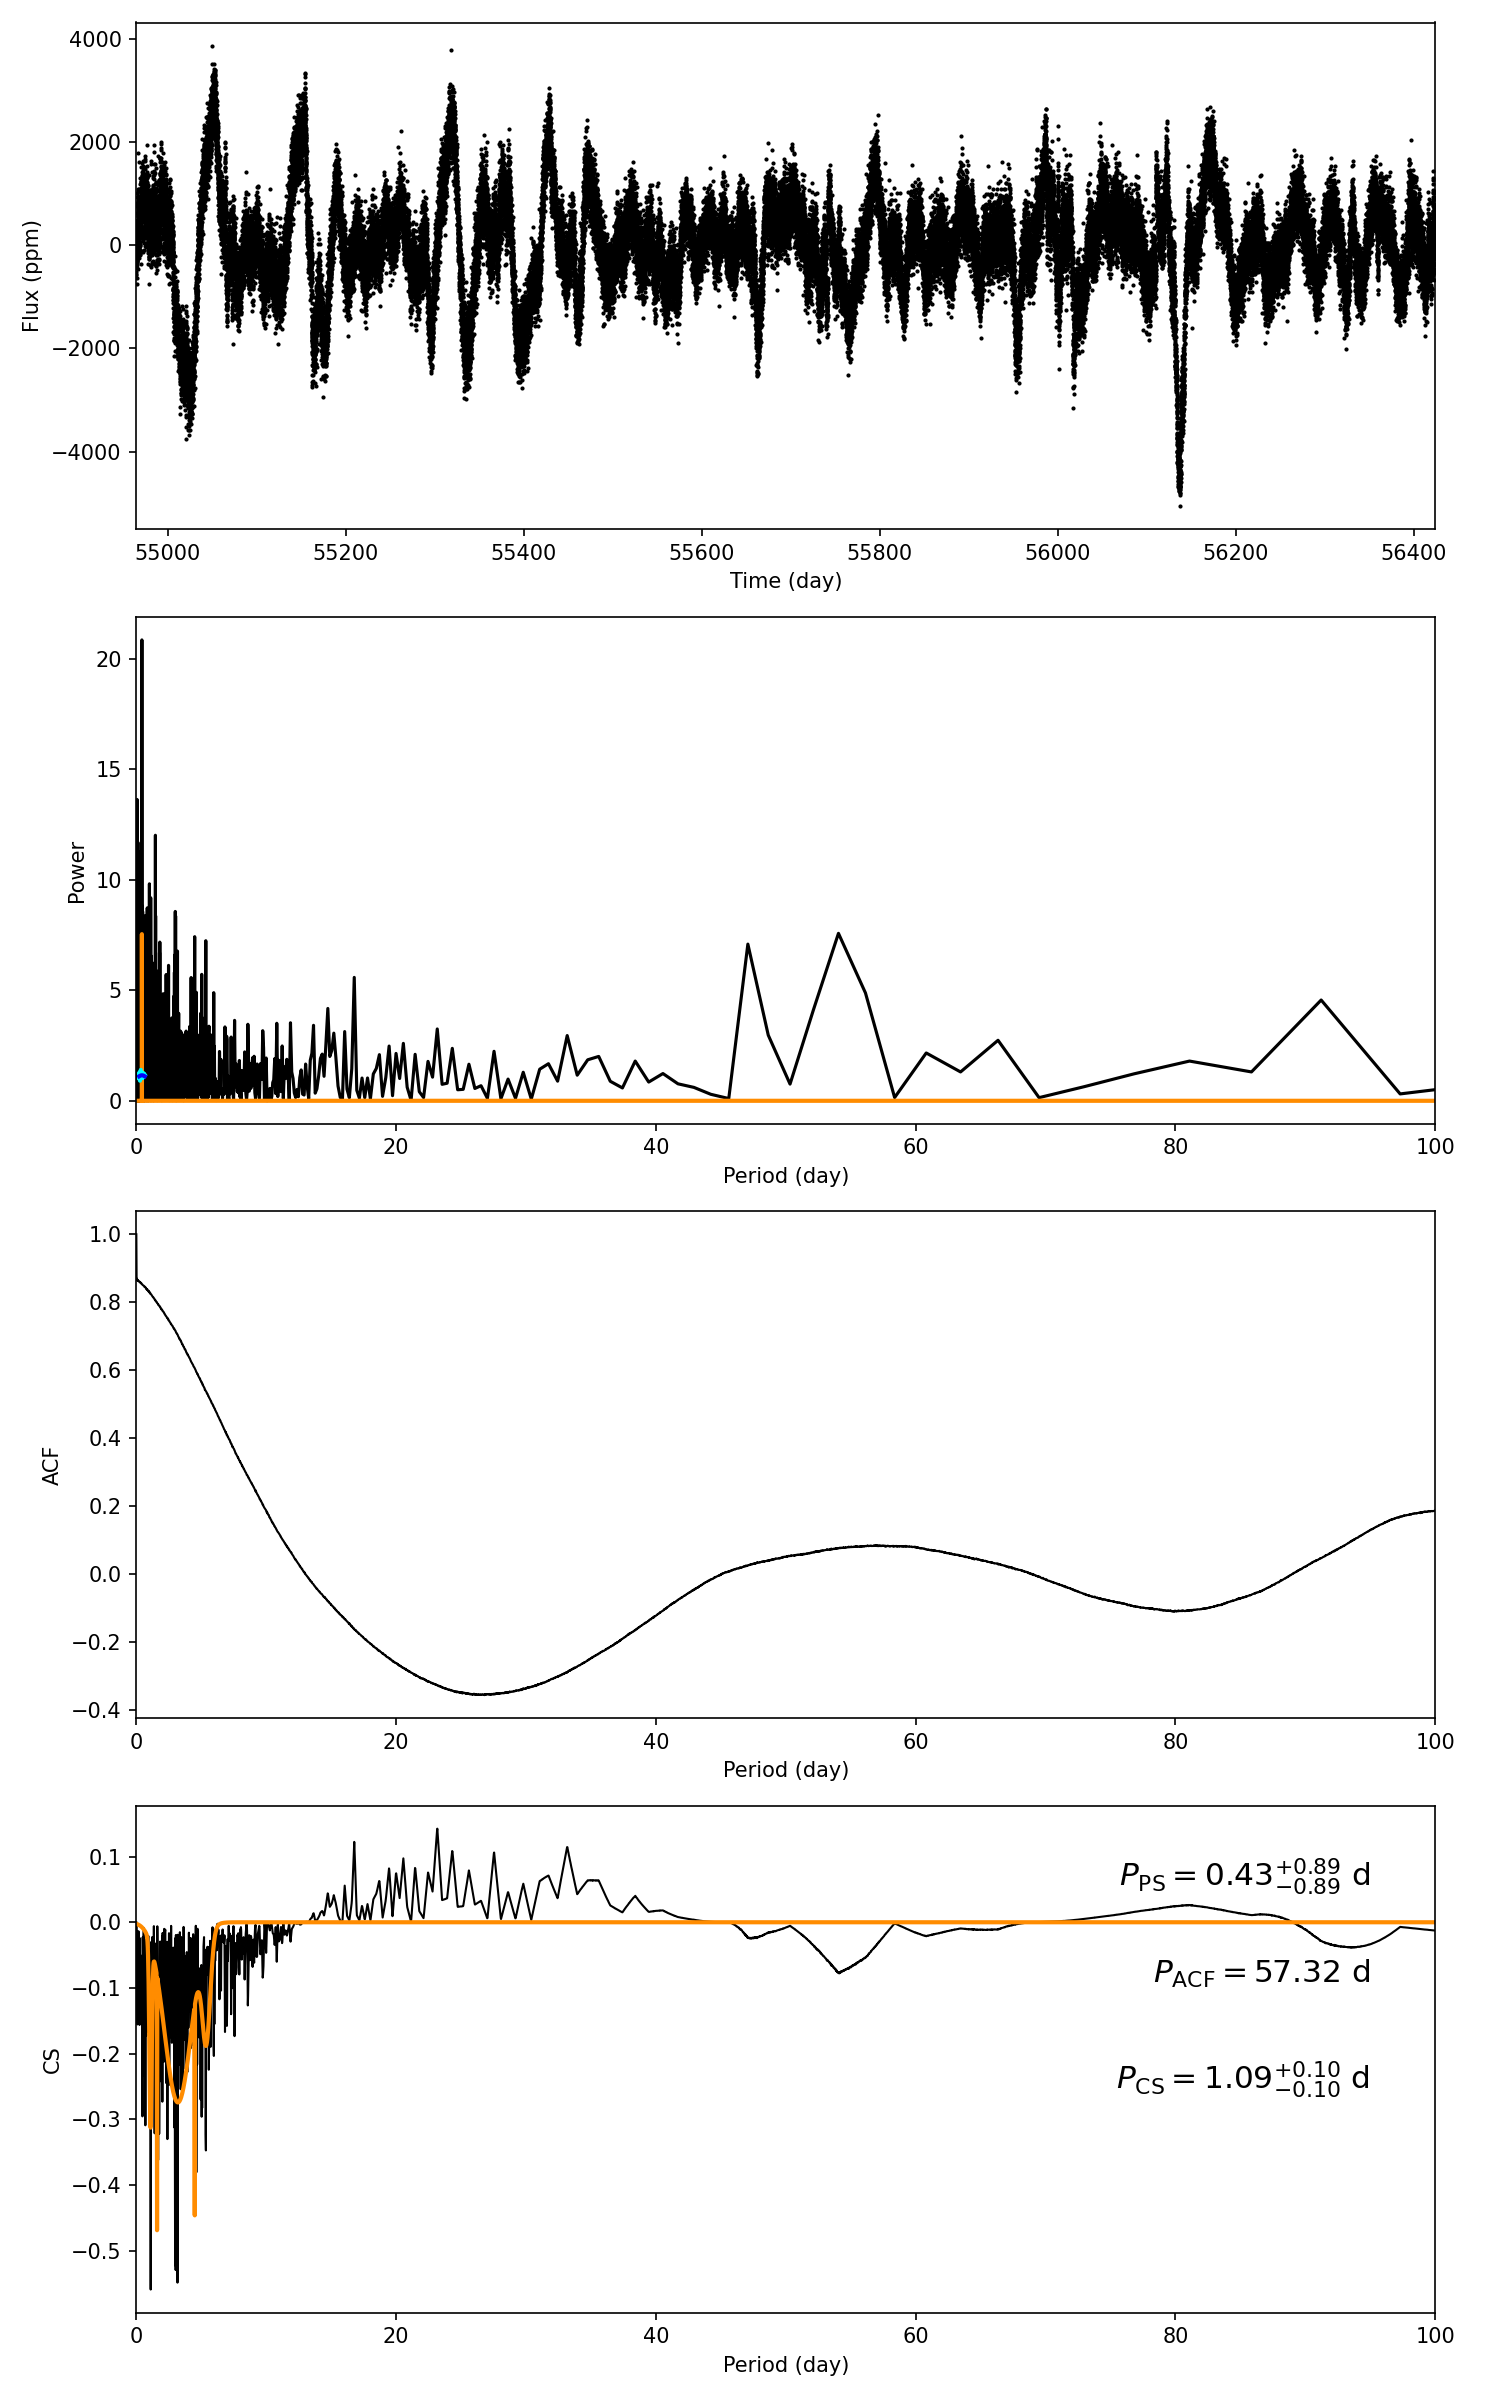 4000
2000
0
−2000
−4000
Flux (ppm)
55000 55200 55400 55600 55800 56000 56200 56400
Time (day)
20
15
10
5
0
Power
0 20 40 60 80 100
Period (day)
1.0
0.8
0.6
0.4
0.2
0.0
−0.2
−0.4
ACF
0 20 40 60 80 100
Period (day)
0.1
0.0
−0.1
−0.2
−0.3
−0.4
−0.5
CS
P_PS = 0.43 +0.89 −0.89 d
P_ACF = 57.32 d
P_CS = 1.09 +0.10 −0.10 d
0 20 40 60 80 100
Period (day)